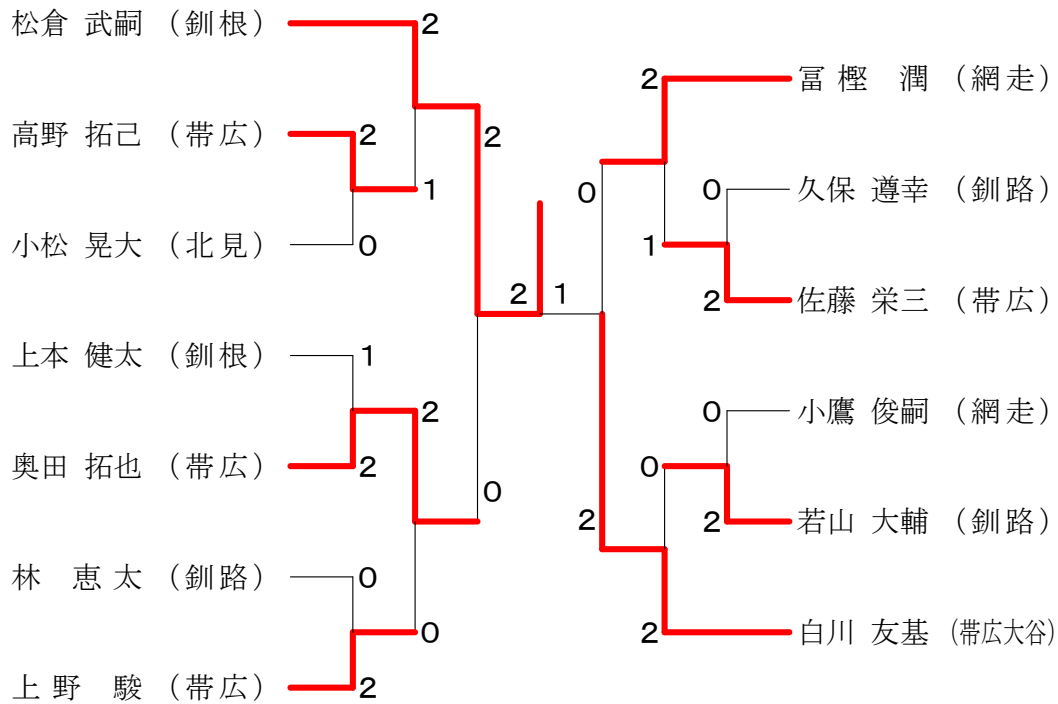 松倉 武嗣 (釧根)
2
高野 拓己 (帯広)
2
2
1
小松 晃大 (北見)
0
上本 健太 (釧根)
1
2
奥田 拓也 (帯広)
2
0
林 恵太 (釧路)
0
0
上野 駿 (帯広)
2
2 1
2
冨樫 潤 (網走)
0
0
久保 遵幸 (釧路)
1
2
佐藤 栄三 (帯広)
0
小鷹 俊嗣 (網走)
0
2
2
若山 大輔 (釧路)
2
白川 友基 (帯広大谷)